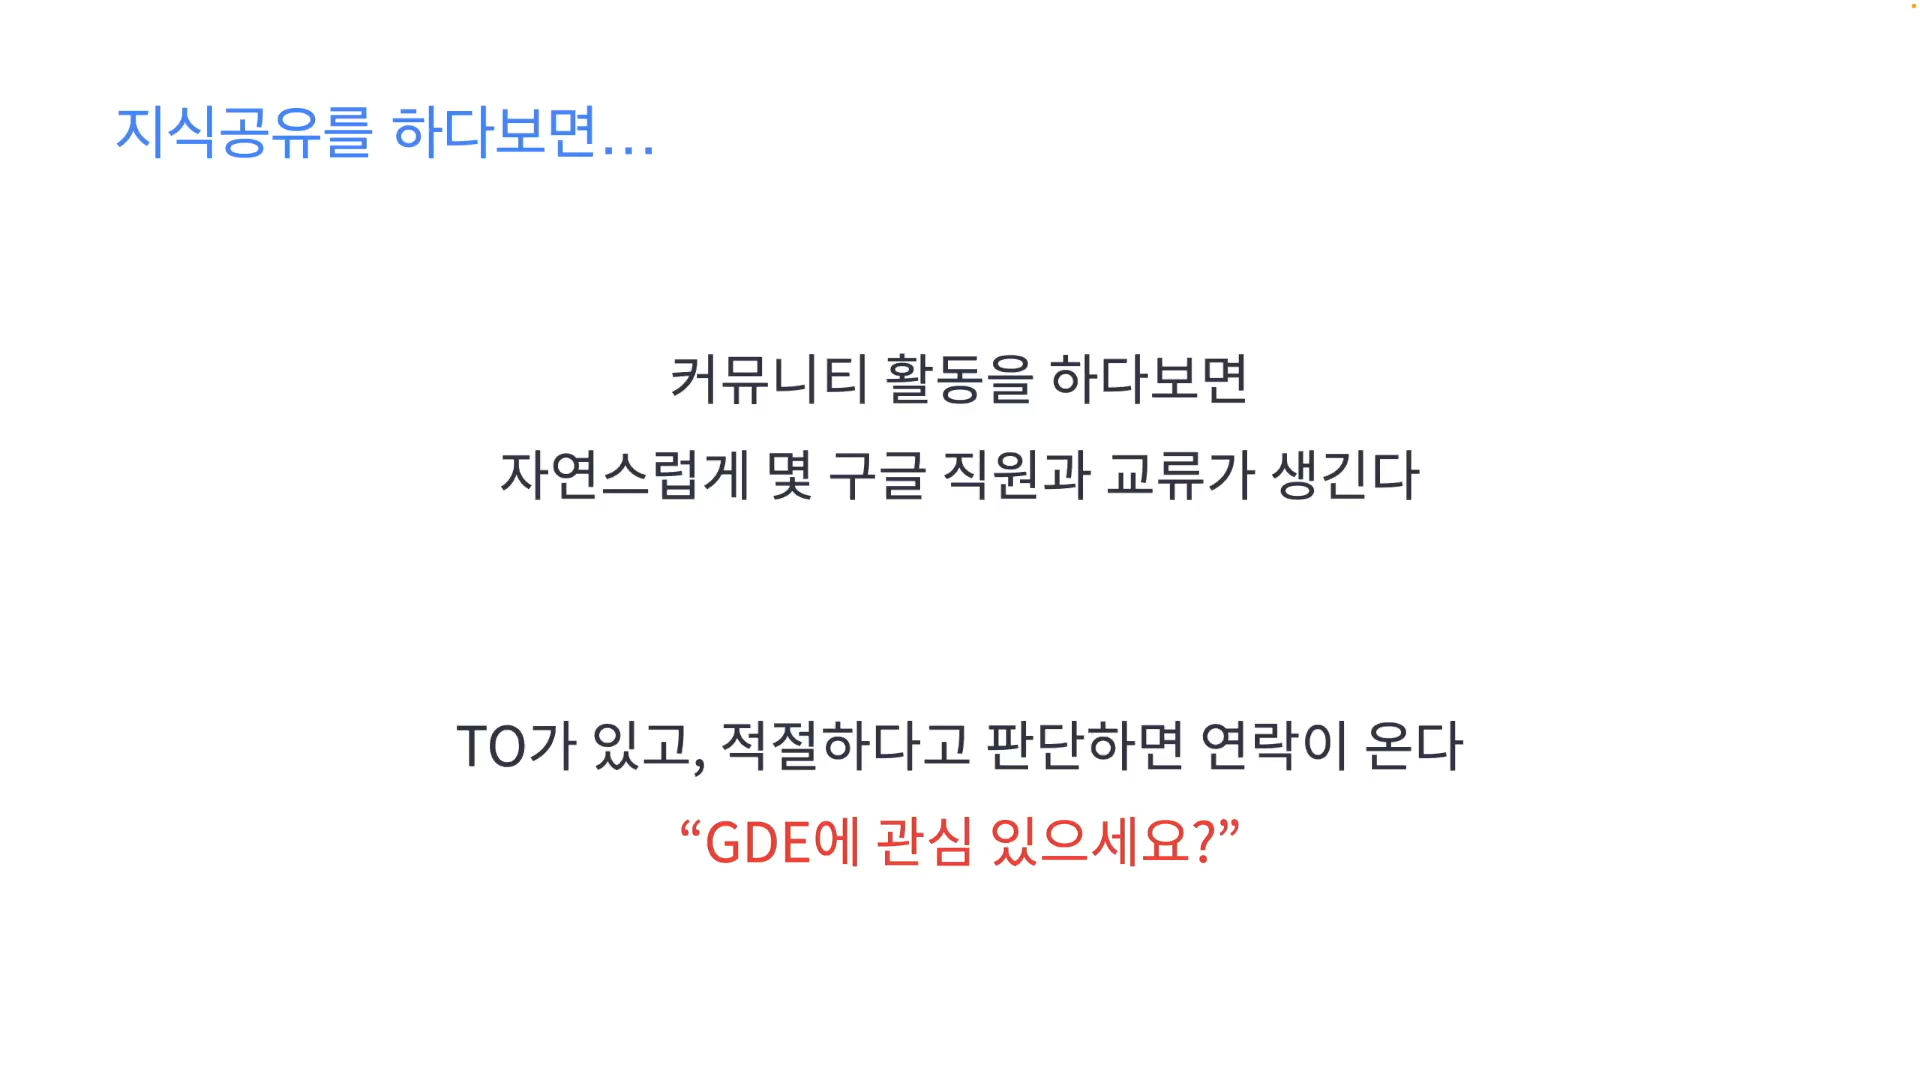 지식공유를 하다보면...
커뮤니티 활동을 하다보면
자연스럽게 몇 구글 직원과 교류가 생긴다
TO가 있고, 적절하다고 판단하면 연락이 온다
“GDE에 관심 있으세요?”